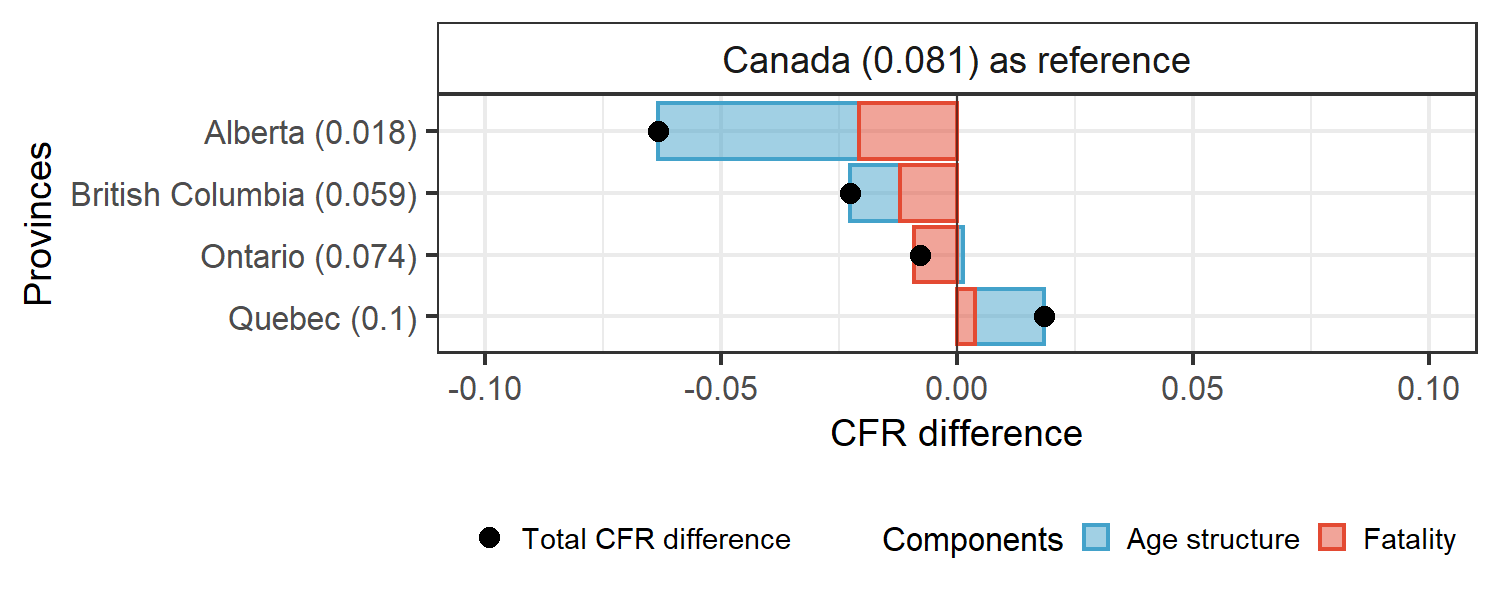 Canada (0.081) as reference
Provinces
Alberta (0.018)
British Columbia (0.059)
Ontario (0.074)
Quebec (0.1)
-0.10 -0.05 0.00 0.05 0.10
CFR difference
Total CFR difference Components Age structure Fatality